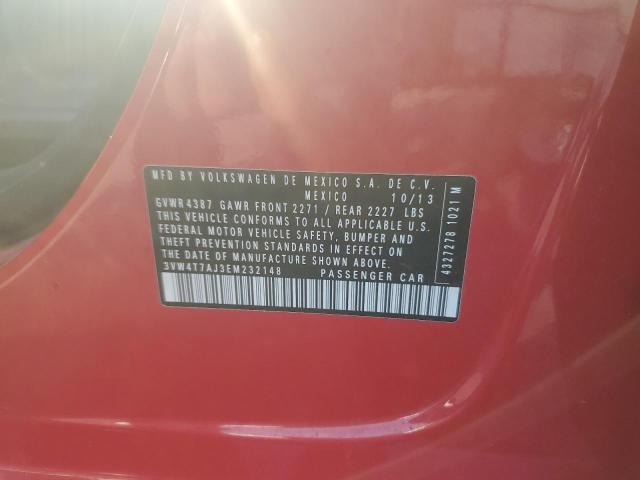 MFD BY VOLKSWAGEN DE MEXICO S.A. DE C.V.
MEXICO 10/13
GVWR 4387 GAWR FRONT 2271 / REAR 2227 LBS
THIS VEHICLE CONFORMS TO ALL APPLICABLE U.S.
FEDERAL MOTOR VEHICLE SAFETY, BUMPER AND
THEFT PREVENTION STANDARDS IN EFFECT ON
THE DATE OF MANUFACTURE SHOWN ABOVE.
3VW4T7AJ3EM232148 PASSENGER CAR
4327278 1021 M